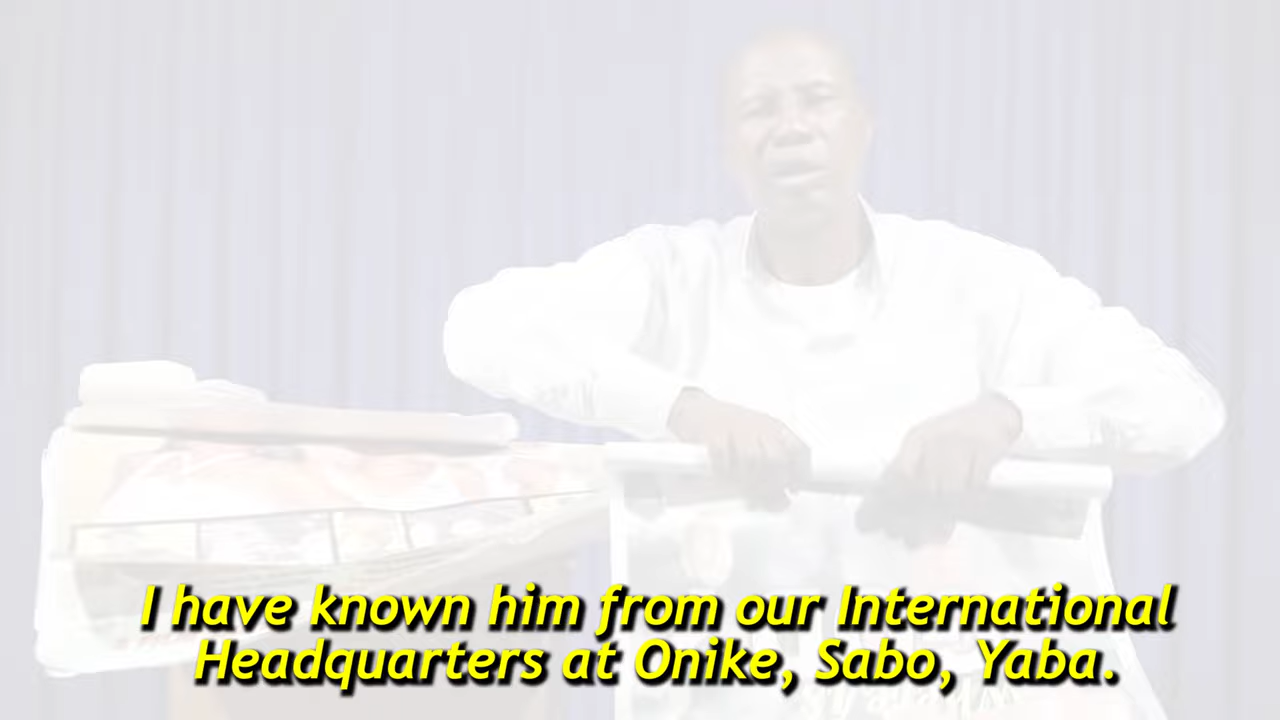 I have known him from our International
Headquarters at Onike, Sabo, Yaba.